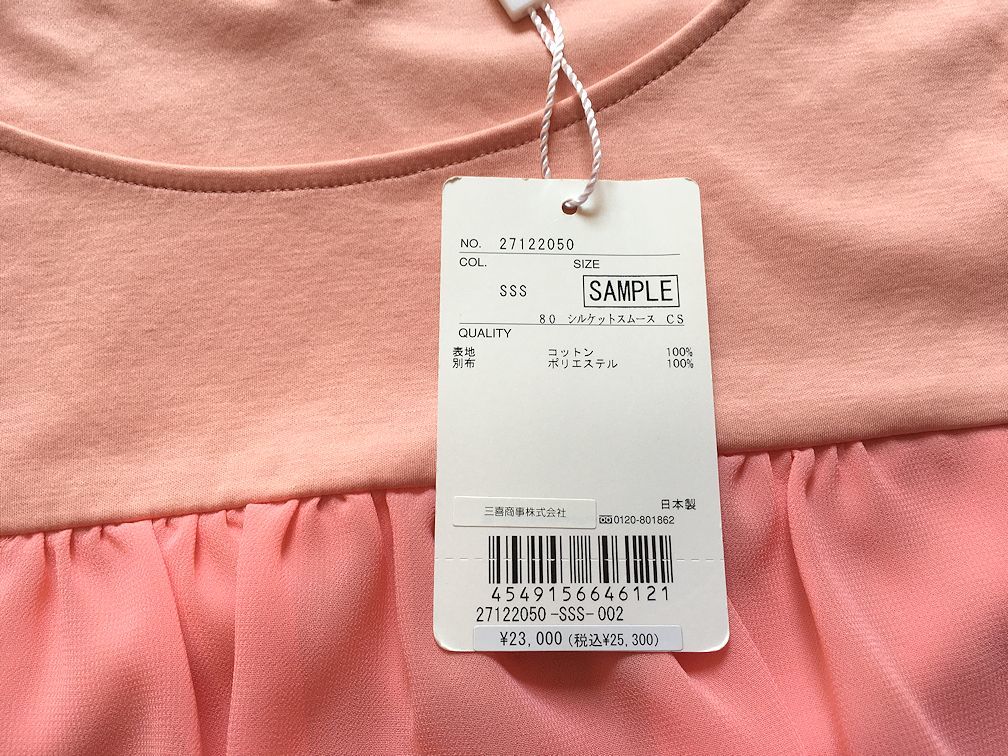 NO. 27122050
COL. SIZE
SSS SAMPLE
80 シルケットスムース CS
QUALITY
表地 コットン 100%
別布 ポリエステル 100%
日本製
三喜商事株式会社 0120-801862
4549156646121
27122050-SSS-002
¥23,000 (税込¥25,300)